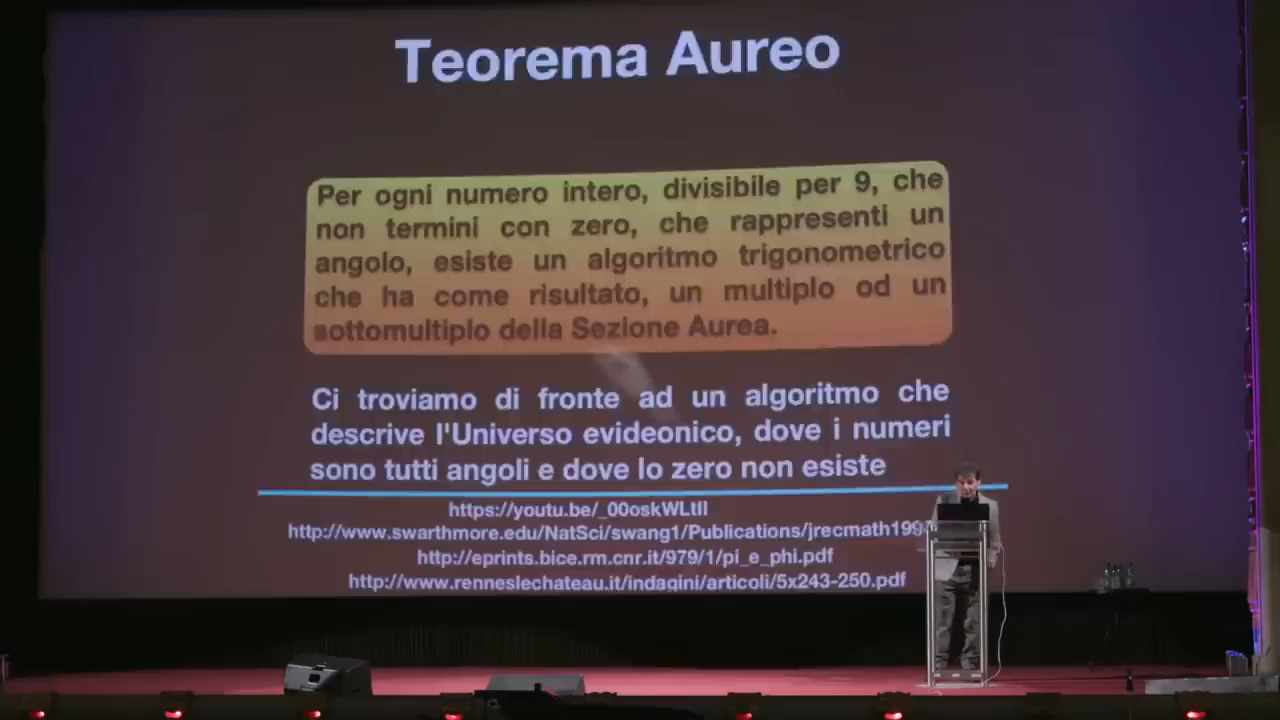 Teorema Aureo
Per ogni numero intero, divisibile per 9, che
non termini con zero, che rappresenti un
angolo, esiste un algoritmo trigonometrico
che ha come risultato, un multiplo od un
sottomultiplo della Sezione Aurea.
Ci troviamo di fronte ad un algoritmo che
descrive l'Universo evideonico, dove i numeri
sono tutti angoli e dove lo zero non esiste
https://youtu.be/_00oskWLtII
http://www.swarthmore.edu/NatSci/swang1/Publications/jrecmath199
http://eprints.bice.rm.cnr.it/979/1/pi_e_phi.pdf
http://www.renneslechateau.it/indagini/articoli/5x243-250.pdf